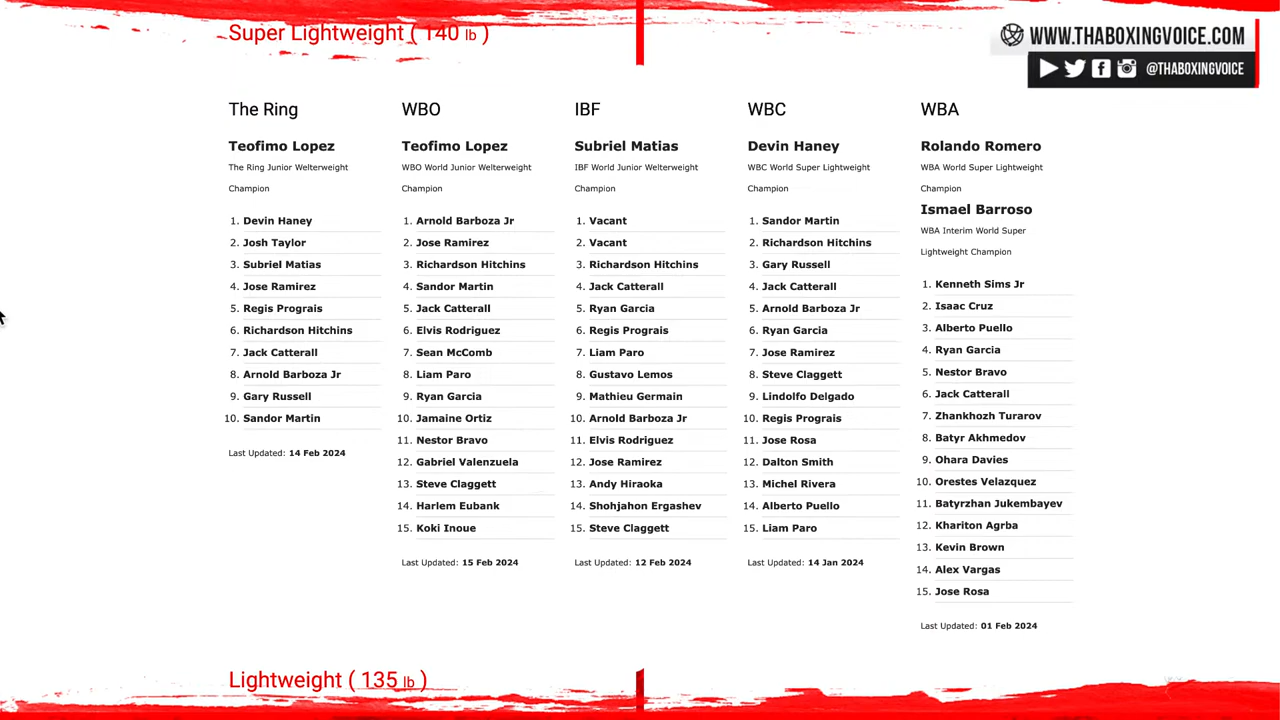 Super Lightweight ( 140 lb )
WWW.THABOXINGVOICE.COM
@THABOXINGVOICE
The Ring
Teofimo Lopez
The Ring Junior Welterweight
Champion
1. Devin Haney
2. Josh Taylor
3. Subriel Matias
4. Jose Ramirez
5. Regis Prograis
6. Richardson Hitchins
7. Jack Catterall
8. Arnold Barboza Jr
9. Gary Russell
10. Sandor Martin
Last Updated: 14 Feb 2024
WBO
Teofimo Lopez
WBO World Junior Welterweight
Champion
1. Arnold Barboza Jr
2. Jose Ramirez
3. Richardson Hitchins
4. Sandor Martin
5. Jack Catterall
6. Elvis Rodriguez
7. Sean McComb
8. Liam Paro
9. Ryan Garcia
10. Jamaine Ortiz
11. Nestor Bravo
12. Gabriel Valenzuela
13. Steve Claggett
14. Harlem Eubank
15. Koki Inoue
Last Updated: 15 Feb 2024
IBF
Subriel Matias
IBF World Junior Welterweight
Champion
1. Vacant
2. Vacant
3. Richardson Hitchins
4. Jack Catterall
5. Ryan Garcia
6. Regis Prograis
7. Liam Paro
8. Gustavo Lemos
9. Mathieu Germain
10. Arnold Barboza Jr
11. Elvis Rodriguez
12. Jose Ramirez
13. Andy Hiraoka
14. Shohjahon Ergashev
15. Steve Claggett
Last Updated: 12 Feb 2024
WBC
Devin Haney
WBC World Super Lightweight
Champion
1. Sandor Martin
2. Richardson Hitchins
3. Gary Russell
4. Jack Catterall
5. Arnold Barboza Jr
6. Ryan Garcia
7. Jose Ramirez
8. Steve Claggett
9. Lindolfo Delgado
10. Regis Prograis
11. Jose Rosa
12. Dalton Smith
13. Michel Rivera
14. Alberto Puello
15. Liam Paro
Last Updated: 14 Jan 2024
WBA
Rolando Romero
WBA World Super Lightweight
Champion
Ismael Barroso
WBA Interim World Super
Lightweight Champion
1. Kenneth Sims Jr
2. Isaac Cruz
3. Alberto Puello
4. Ryan Garcia
5. Nestor Bravo
6. Jack Catterall
7. Zhankhozh Turarov
8. Batyr Akhmedov
9. Ohara Davies
10. Orestes Velazquez
11. Batyrzhan Jukembayev
12. Khariton Agrba
13. Kevin Brown
14. Alex Vargas
15. Jose Rosa
Last Updated: 01 Feb 2024
Lightweight ( 135 lb )